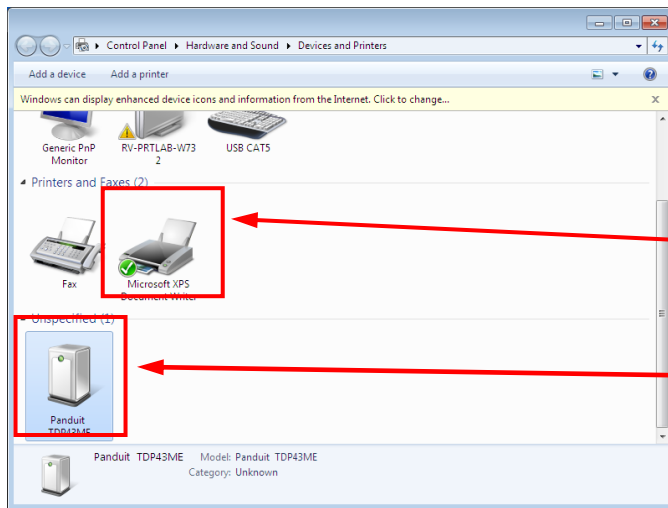 Control Panel ▸ Hardware and Sound ▸ Devices and Printers
Add a device Add a printer
Windows can display enhanced device icons and information from the Internet. Click to change...
Generic PnP Monitor
RV-PRTLAB-W732
USB CAT5
Printers and Faxes (2)
Fax
Microsoft XPS
Document Writer
Unspecified (1)
Panduit
TDP43ME
Panduit TDP43ME Model: Panduit TDP43ME
Category: Unknown